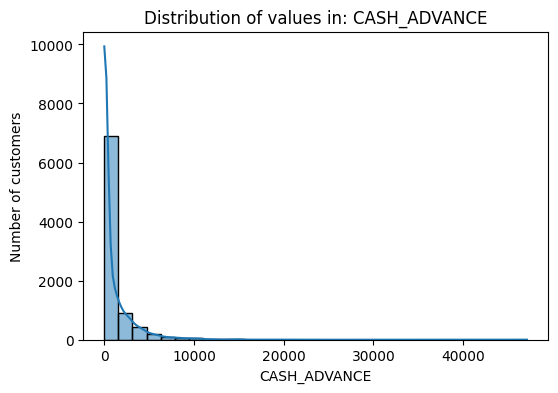 Distribution of values in: CASH_ADVANCE
10000
8000
6000
4000
2000
0
Number of customers
0 10000 20000 30000 40000
CASH_ADVANCE